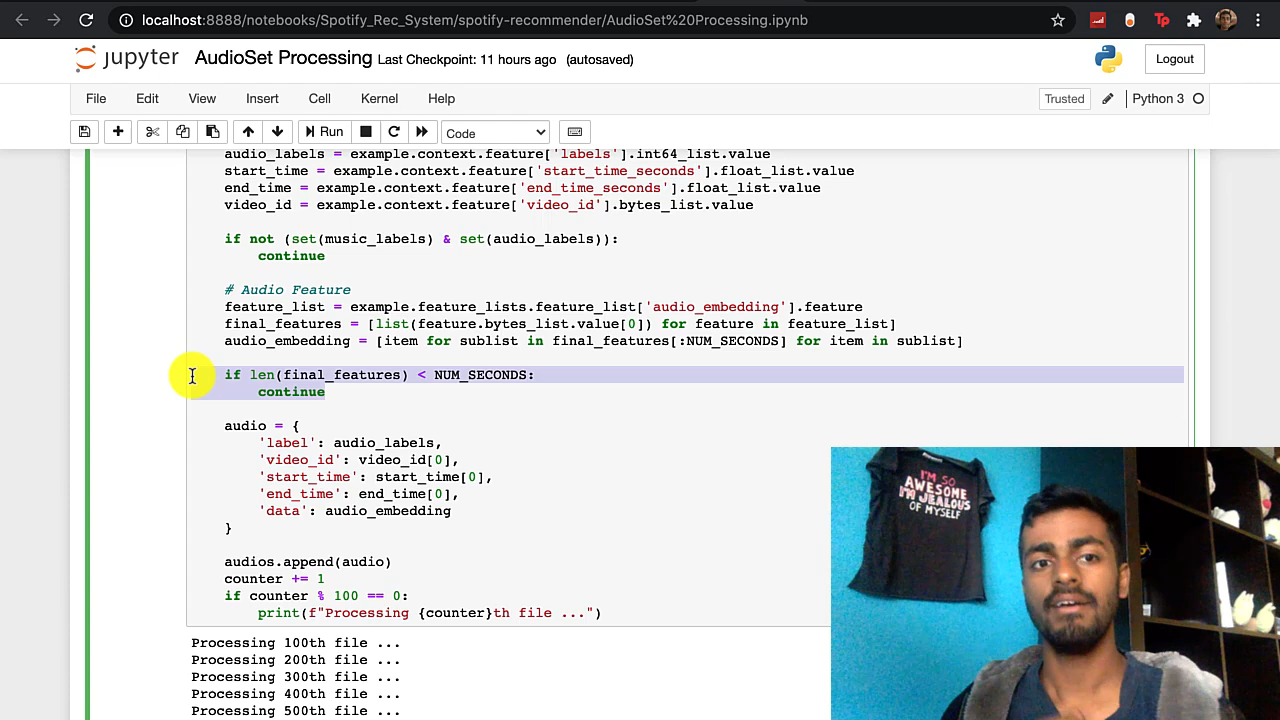 localhost:8888/notebooks/Spotify_Rec_System/spotify-recommender/AudioSet%20Processing.ipynb
Tp
jupyter AudioSet Processing Last Checkpoint: 11 hours ago (autosaved)
Logout
File Edit View Insert Cell Kernel Help
Trusted Python 3
Run Code
audio_labels = example.context.feature['labels'].int64_list.value
start_time = example.context.feature['start_time_seconds'].float_list.value
end_time = example.context.feature['end_time_seconds'].float_list.value
video_id = example.context.feature['video_id'].bytes_list.value
if not (set(music_labels) & set(audio_labels)):
continue
# Audio Feature
feature_list = example.feature_lists.feature_list['audio_embedding'].feature
final_features = [list(feature.bytes_list.value[0]) for feature in feature_list]
audio_embedding = [item for sublist in final_features[:NUM_SECONDS] for item in sublist]
if len(final_features) < NUM_SECONDS:
continue
audio = {
'label': audio_labels,
'video_id': video_id[0],
'start_time': start_time[0],
'end_time': end_time[0],
'data': audio_embedding
}
audios.append(audio)
counter += 1
if counter % 100 == 0:
print(f"Processing {counter}th file ...")
Processing 100th file ...
Processing 200th file ...
Processing 300th file ...
Processing 400th file ...
Processing 500th file ...
I'M SO
AWESOME
I'M JEALOUS
OF MYSELF